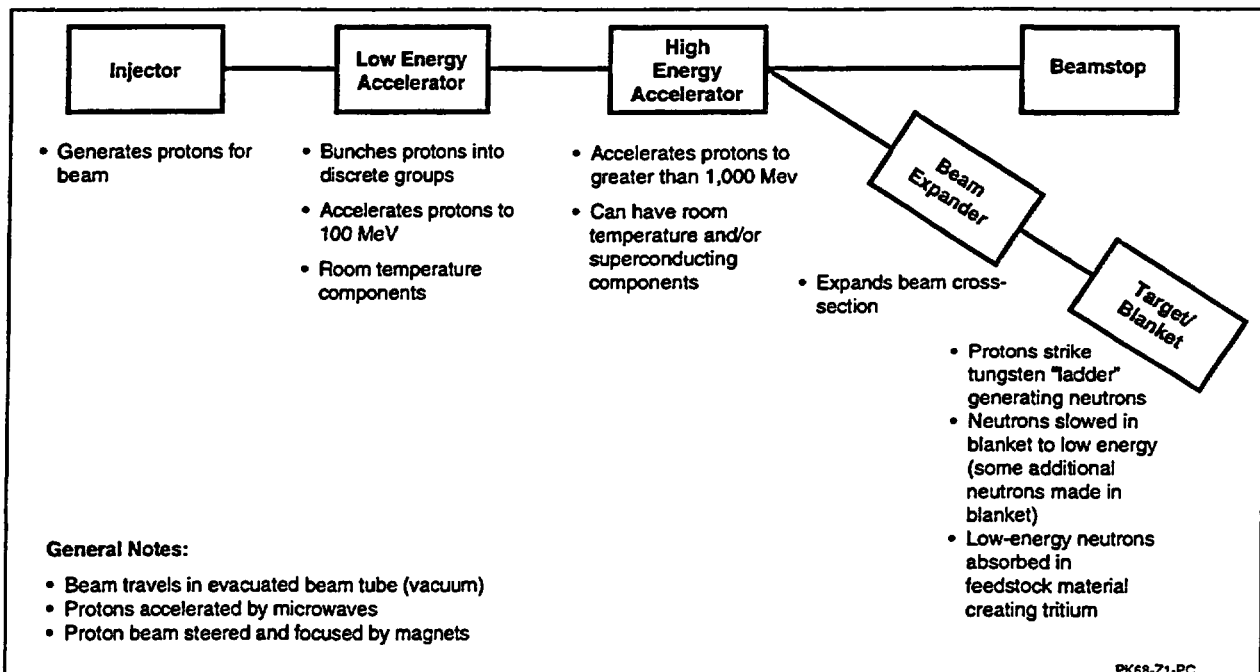 Injector
Low Energy
Accelerator
High
Energy
Accelerator
Beamstop
• Generates protons for
beam
• Bunches protons into
discrete groups
• Accelerates protons to
100 MeV
• Room temperature
components
• Accelerates protons to
greater than 1,000 Mev
• Can have room
temperature and/or
superconducting
components
Beam
Expander
• Expands beam cross-
section
Target/
Blanket
• Protons strike
tungsten "ladder"
generating neutrons
• Neutrons slowed in
blanket to low energy
(some additional
neutrons made in
blanket)
• Low-energy neutrons
absorbed in
feedstock material
creating tritium
General Notes:
• Beam travels in evacuated beam tube (vacuum)
• Protons accelerated by microwaves
• Proton beam steered and focused by magnets
PK68-Z1-PC